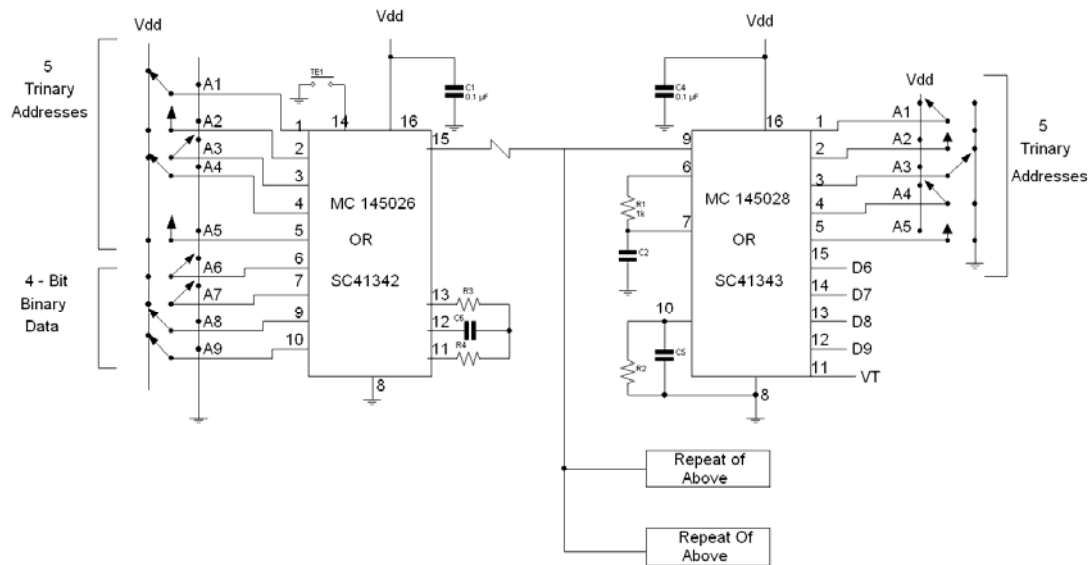 Vdd
Vdd
Vdd
5
Trinary
Addresses
A1
A2
A3
A4
A5
4 - Bit
Binary
Data
A6
A7
A8
A9
TE1
14
16
15
1
2
3
4
5
6
7
9
10
MC 145026
OR
SC41342
13
12
11
8
R3
C6
R4
C1
0.1 µF
C4
0.1 µF
16
9
6
7
10
R1
1k
C2
R2
C5
MC 145028
OR
SC41343
8
1
2
3
4
5
15
14
13
12
11
Vdd
A1
A2
A3
A4
A5
D6
D7
D8
D9
VT
5
Trinary
Addresses
Repeat of
Above
Repeat Of
Above